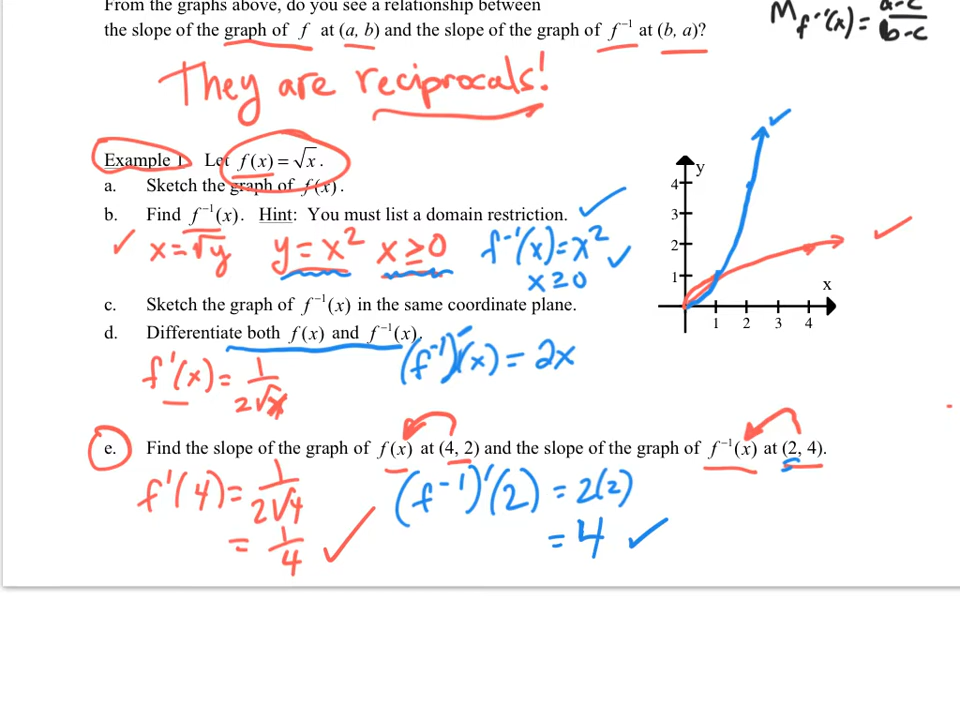 From the graphs above, do you see a relationship between
the slope of the graph of f at (a, b) and the slope of the graph of f⁻¹ at (b, a)?
M f⁻¹(x) = a-c/b-c
They are reciprocals!
Example 1. Let f(x) = √x.
a. Sketch the graph of f(x).
b. Find f⁻¹(x). Hint: You must list a domain restriction.
✓ x = √y y = x² x ≥ 0 f⁻¹(x) = x² ✓
x ≥ 0
c. Sketch the graph of f⁻¹(x) in the same coordinate plane.
d. Differentiate both f(x) and f⁻¹(x).
f'(x) = 1/2√x (f⁻¹)'(x) = 2x
y
4
3
2
1
x
1 2 3 4
e. Find the slope of the graph of f(x) at (4, 2) and the slope of the graph of f⁻¹(x) at (2, 4).
f'(4) = 1/2√4 (f⁻¹)'(2) = 2(2)
= 1/4 ✓ = 4 ✓